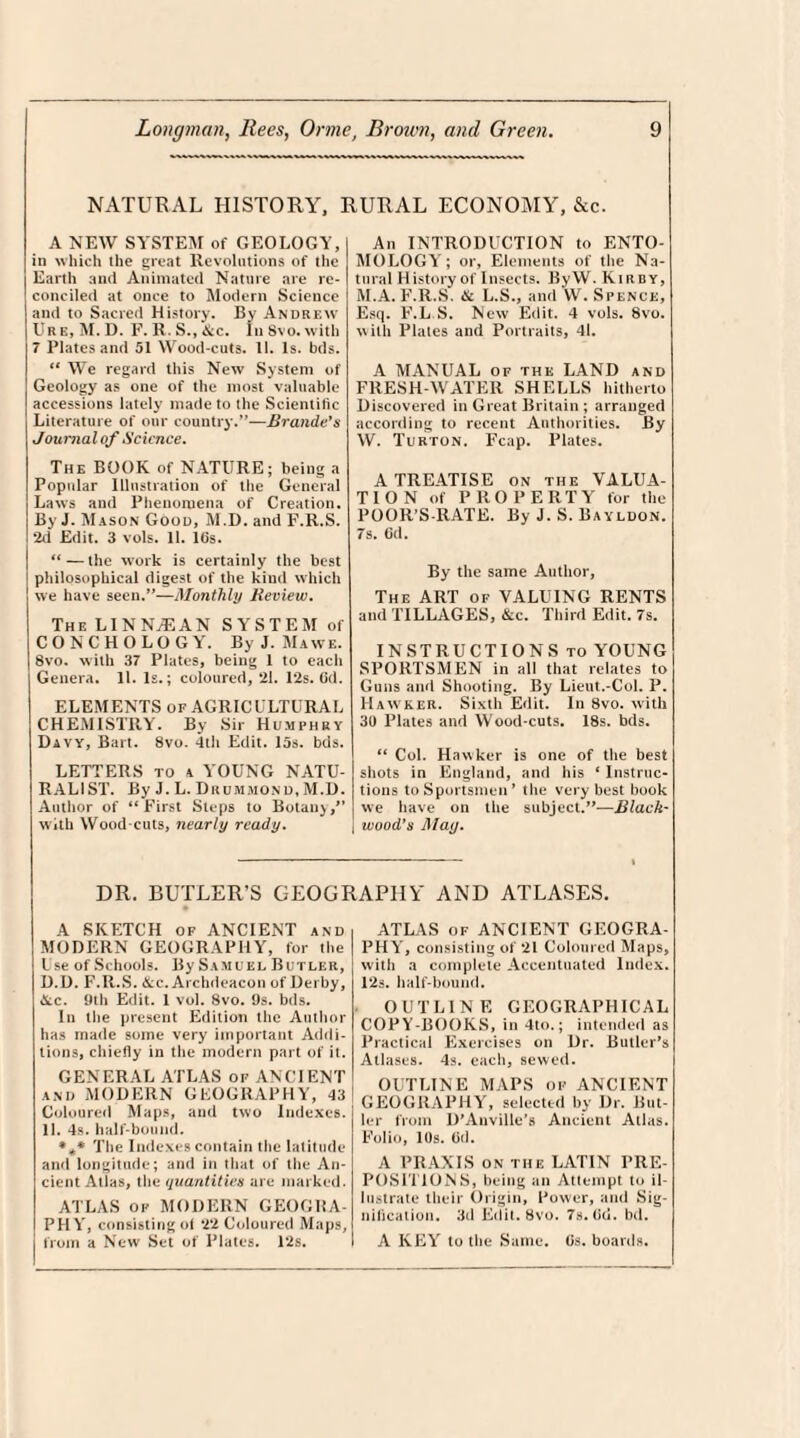 Longman, Rees, Orme, Brown, and Green. 9
NATURAL HISTORY, RURAL ECONOMY, &c.
A NEW SYSTEM of GEOLOGY,
in which the great Revolutions of the
Earth and Animated Nature are re-
conciled at once to Modern Science
and to Sacred History. By ANDREW
URE, M. D. F. R. S., &c. In 8vo. with
7 Plates and 51 Wood-cuts. 1l. 1s. bds.
“ We regard this New System of
Geology as one of the most valuable
accessions lately made to the Scientific
Literature of our country.”—Brande's
Journal of Science.
THE BOOK of NATURE; being a
Popular Illustration of the General
Laws and Phenomena of Creation.
By J. MASON GOOD, M.D. and F.R.S.
2d Edit. 3 vols. 1l. 16s.
“ — the work is certainly the best
philosophical digest of the kind which
we have seen.”—Monthly Review.
THE LINNÆAN SYSTEM of
CONCHOLOGY. By J. MAWE.
8vo. with 37 Plates, being 1 to each
Genera. 1l. 1s.; coloured, 2l. 12s. 6d.
ELEMENTS OF AGRICULTURAL
CHEMISTRY. By Sir HUMPHRY
DAVY, Bart. 8vo. 4th Edit. 15s. bds.
LETTERS TO A YOUNG NATU-
RALIST. By J. L. DRUMMOND, M.D.
Author of “First Steps to Botany,”
with Wood-cuts, nearly ready.
An INTRODUCTION to ENTO-
MOLOGY; or, Elements of the Na-
tural History of Insects. By W. KIRBY,
M.A. F.R.S. & L.S., and W. SPENCE,
Esq. F.L.S. New Edit. 4 vols. 8vo.
with Plates and Portraits, 4l.
A MANUAL OF THE LAND AND
FRESH-WATER SHELLS hitherto
Discovered in Great Britain; arranged
according to recent Authorities. By
W. TURTON. Fcap. Plates.
A TREATISE ON THE VALUA-
TION of PROPERTY for the
POOR'S-RATE. By J. S. BAYLDON.
7s. 6d.
By the same Author,
THE ART OF VALUING RENTS
and TILLAGES, &c. Third Edit. 7s.
INSTRUCTIONS TO YOUNG
SPORTSMEN in all that relates to
Guns and Shooting. By Lieut.-Col. P.
HAWKER. Sixth Edit. In 8vo. with
30 Plates and Wood-cuts. 18s. bds.
“ Col. Hawker is one of the best
shots in England, and his ‘ Instruc-
tions to Sportsmen’ the very best book
we have on the subject.”—Black-
wood's Mag.
DR. BUTLER'S GEOGRAPHY AND ATLASES.
A SKETCH OF ANCIENT AND
MODERN GEOGRAPHY, for the
Use of Schools. By SAMUEL BUTLER,
D.D. F.R.S. &c. Archdeacon of Derby,
&c. 9th Edit. 1 vol. 8vo. 9s. bds.
In the present Edition the Author
has made some very important Addi-
tions, chiefly in the modern part of it.
GENERAL ATLAS OF ANCIENT
AND MODERN GEOGRAPHY, 43
Coloured Maps, and two Indexes.
1l. 4s. half-bound.
*⁎* The Indexes contain the latitude
and longitude; and in that of the An-
cient Atlas, the quantities are marked.
ATLAS OF MODERN GEOGRA-
PHY, consisting of 22 Coloured Maps,
from a New Set of Plates. 12s.
ATLAS OF ANCIENT GEOGRA-
PHY, consisting of 21 Coloured Maps,
with a complete Accentuated Index.
12s. half-bound.
OUTLINE GEOGRAPHICAL
COPY-BOOKS, in 4to.; intended as
Practical Exercises on Dr. Butler's
Atlases. 4s. each, sewed.
OUTLINE MAPS OF ANCIENT
GEOGRAPHY, selected by Dr. But-
ler from D'Anville's Ancient Atlas.
Folio, 10s. 6d.
A PRAXIS ON THE LATIN PRE-
POSITIONS, being an Attempt to il-
lustrate their Origin, Power, and Sig-
nification. 3d Edit. 8vo. 7s. 6d. bd.
A KEY to the Same. 6s. boards.